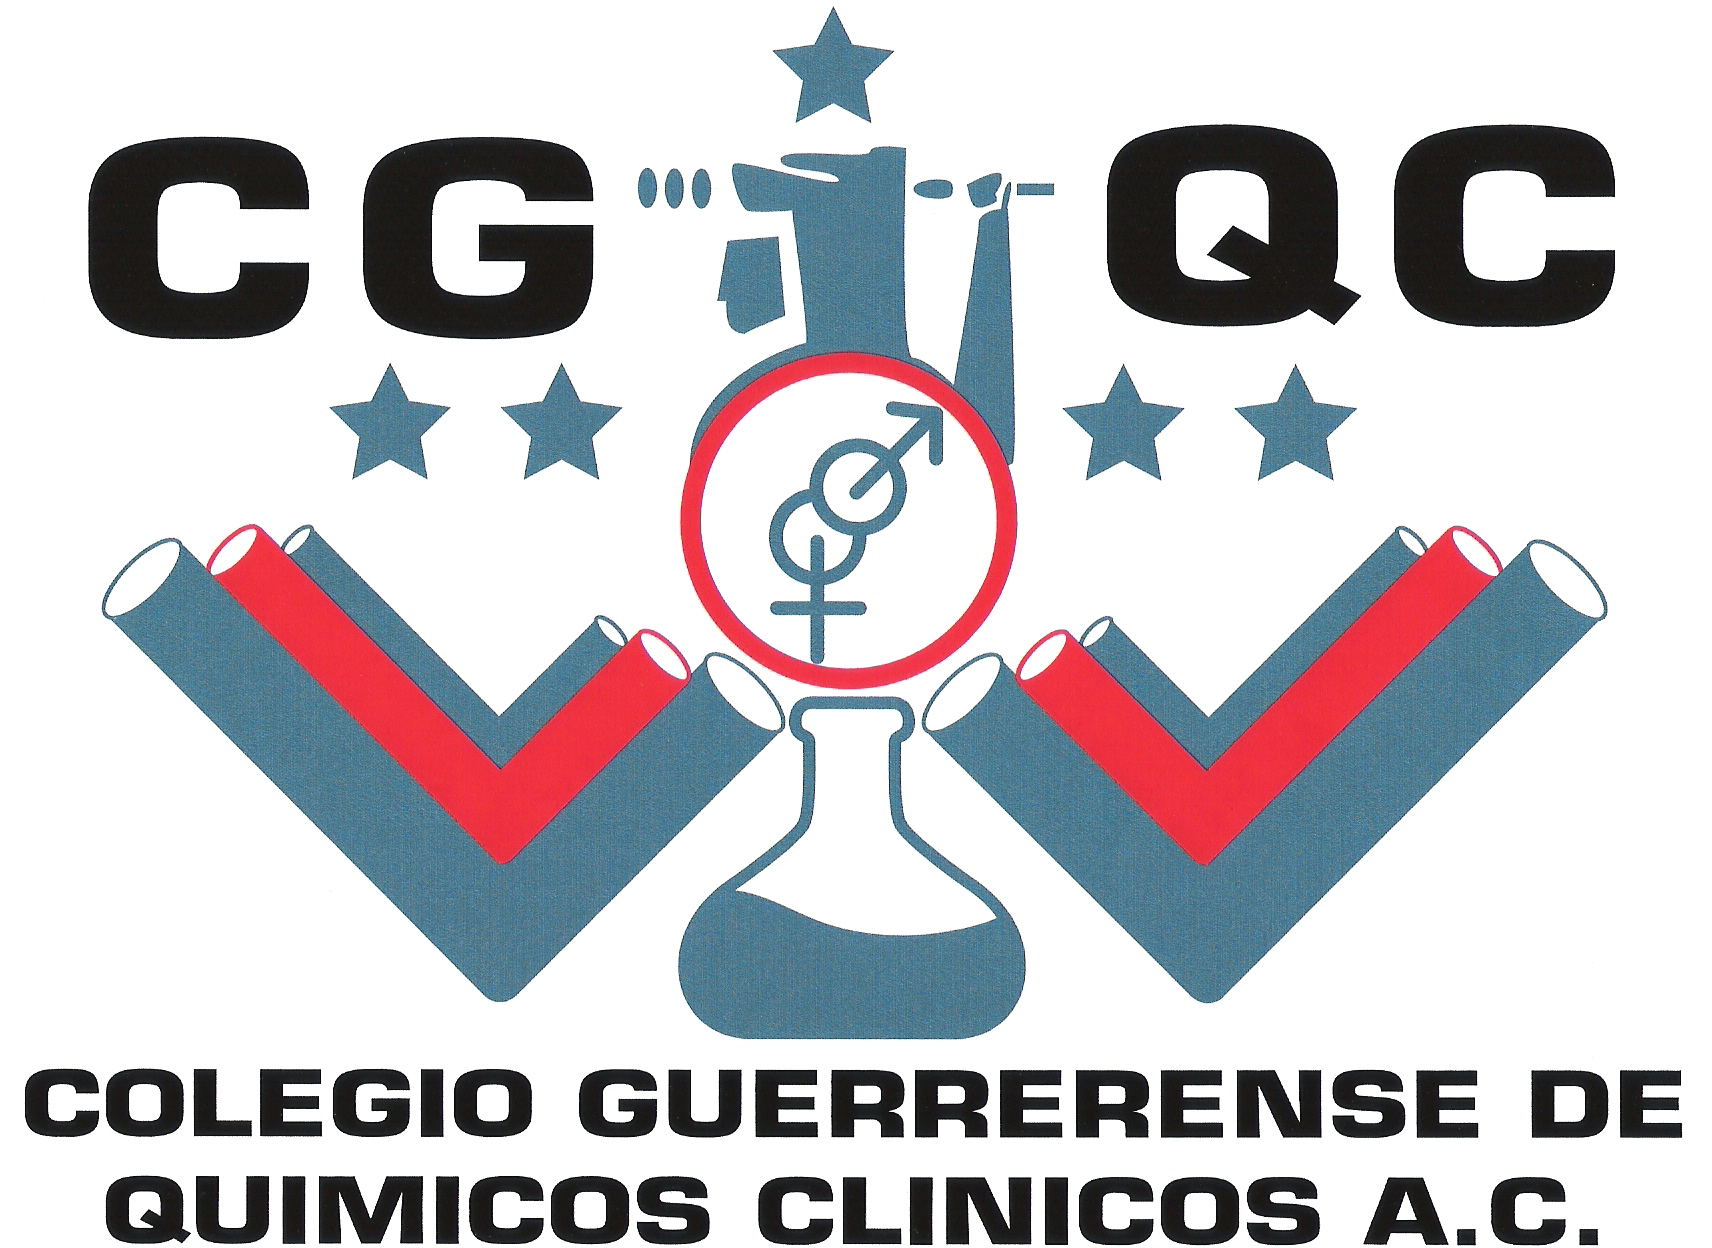 CG QC
COLEGIO GUERRERENSE DE
QUIMICOS CLINICOS A.C.